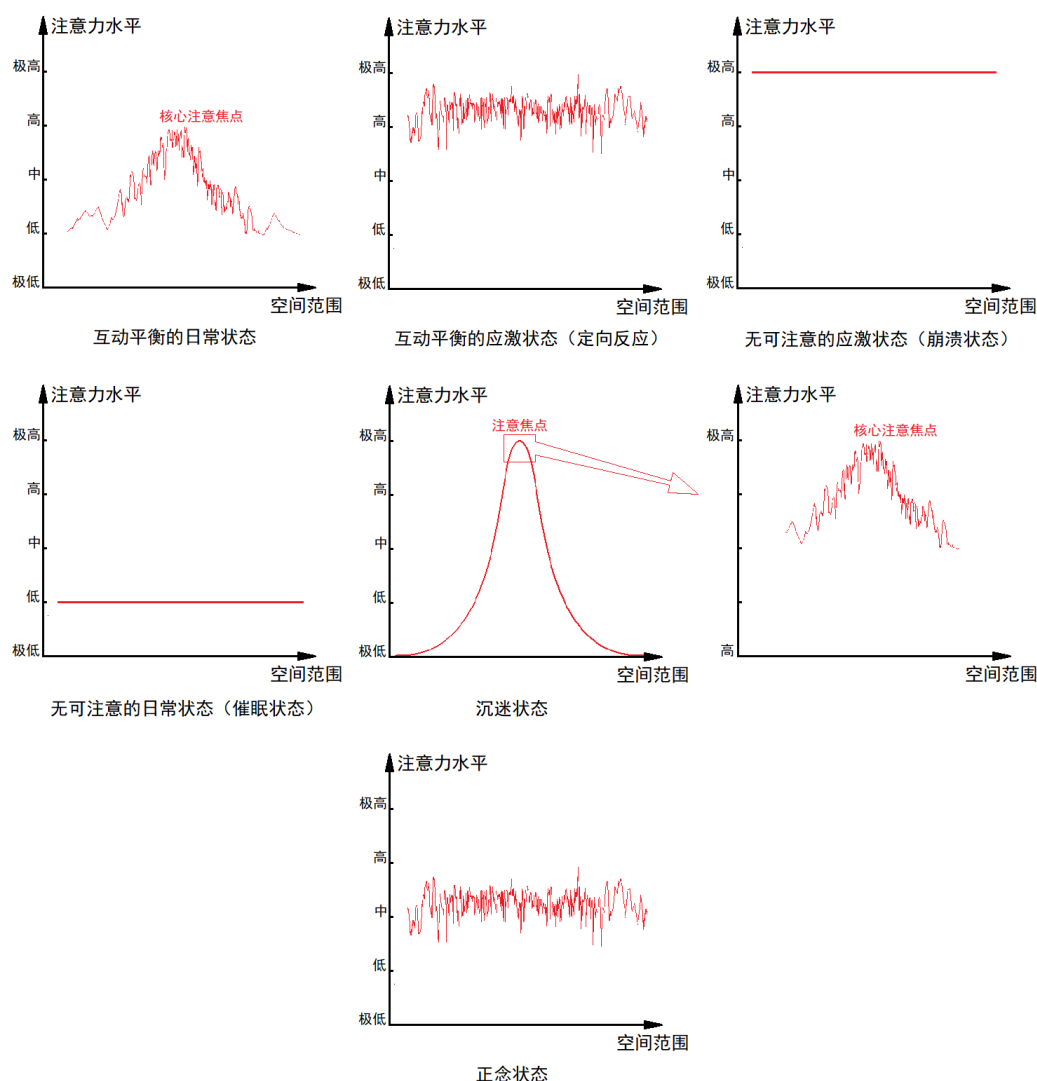 注意力水平
极高
高
中
低
极低
核心注意焦点
空间范围
互动平衡的日常状态
注意力水平
极高
高
中
低
极低
空间范围
互动平衡的应激状态（定向反应）
注意力水平
极高
高
中
低
极低
空间范围
无可注意的应激状态（崩溃状态）
注意力水平
极高
高
中
低
极低
空间范围
无可注意的日常状态（催眠状态）
注意力水平
注意焦点
极高
高
中
低
极低
空间范围
沉迷状态
注意力水平
核心注意焦点
极高
高
空间范围
注意力水平
极高
高
中
低
极低
空间范围
正念状态